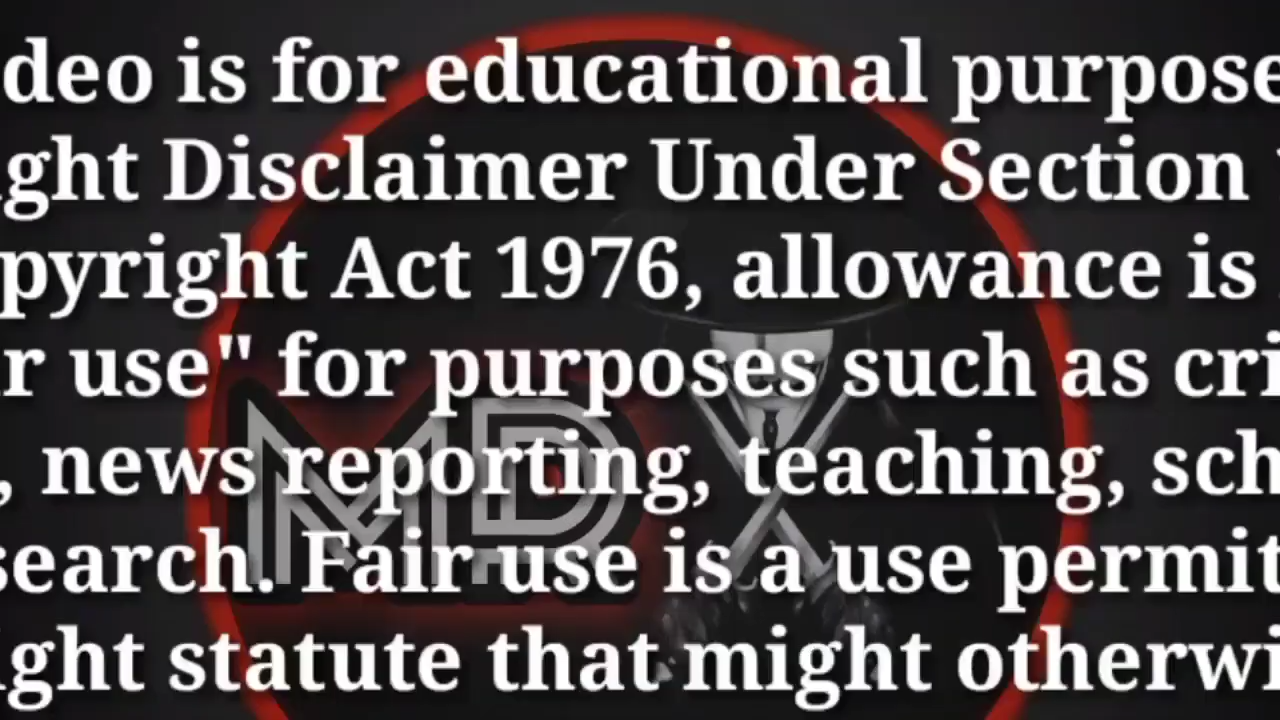 deo is for educational purpose
ght Disclaimer Under Section
pyright Act 1976, allowance is
r use" for purposes such as cri
, news reporting, teaching, sch
search. Fair use is a use permit
ght statute that might otherwi
MD